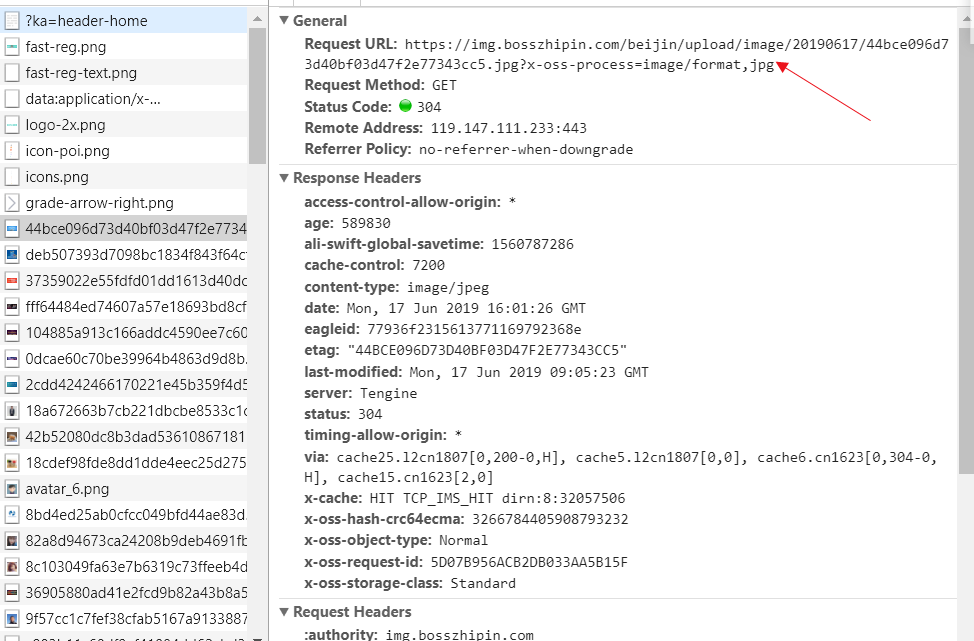 ?ka=header-home
fast-reg.png
fast-reg-text.png
data:application/x-...
logo-2x.png
icon-poi.png
icons.png
grade-arrow-right.png
44bce096d73d40bf03d47f2e7734
deb507393d7098bc1834f843f64c
37359022e55fdfd01dd1613d40dc
fff64484ed74607a57e18693bd8cf
104885a913c166addc4590ee7c60
0dcae60c70be39964b4863d9d8b.
2cdd4242466170221e45b359f4d5
18a672663b7cb221dbcbe8533c1c
42b52080dc8b3dad53610867181
18cdef98fde8dd1dde4eec25d275
avatar_6.png
8bd4ed25ab0cfcc049bfd44ae83d
82a8d94673ca24208b9deb4691fb
8c103049fa63e7b6319c73ffeeb4d
36905880ad41e2fcd9b82a43b8a5
9f57cc1c7fef38cfab5167a9133887
General
Request URL: https://img.bosszhipin.com/beijin/upload/image/20190617/44bce096d7
3d40bf03d47f2e77343cc5.jpg?x-oss-process=image/format,jpg
Request Method: GET
Status Code: 304
Remote Address: 119.147.111.233:443
Referrer Policy: no-referrer-when-downgrade
Response Headers
access-control-allow-origin: *
age: 589830
ali-swift-global-savetime: 1560787286
cache-control: 7200
content-type: image/jpeg
date: Mon, 17 Jun 2019 16:01:26 GMT
eagleid: 77936f2315613771169792368e
etag: "44BCE096D73D40BF03D47F2E77343CC5"
last-modified: Mon, 17 Jun 2019 09:05:23 GMT
server: Tengine
status: 304
timing-allow-origin: *
via: cache25.l2cn1807[0,200-0,H], cache5.l2cn1807[0,0], cache6.cn1623[0,304-0,
H], cache15.cn1623[2,0]
x-cache: HIT TCP_IMS_HIT dirn:8:32057506
x-oss-hash-crc64ecma: 3266784405908793232
x-oss-object-type: Normal
x-oss-request-id: 5D07B956ACB2DB033AA5B15F
x-oss-storage-class: Standard
Request Headers
:authority: img.bosszhipin.com